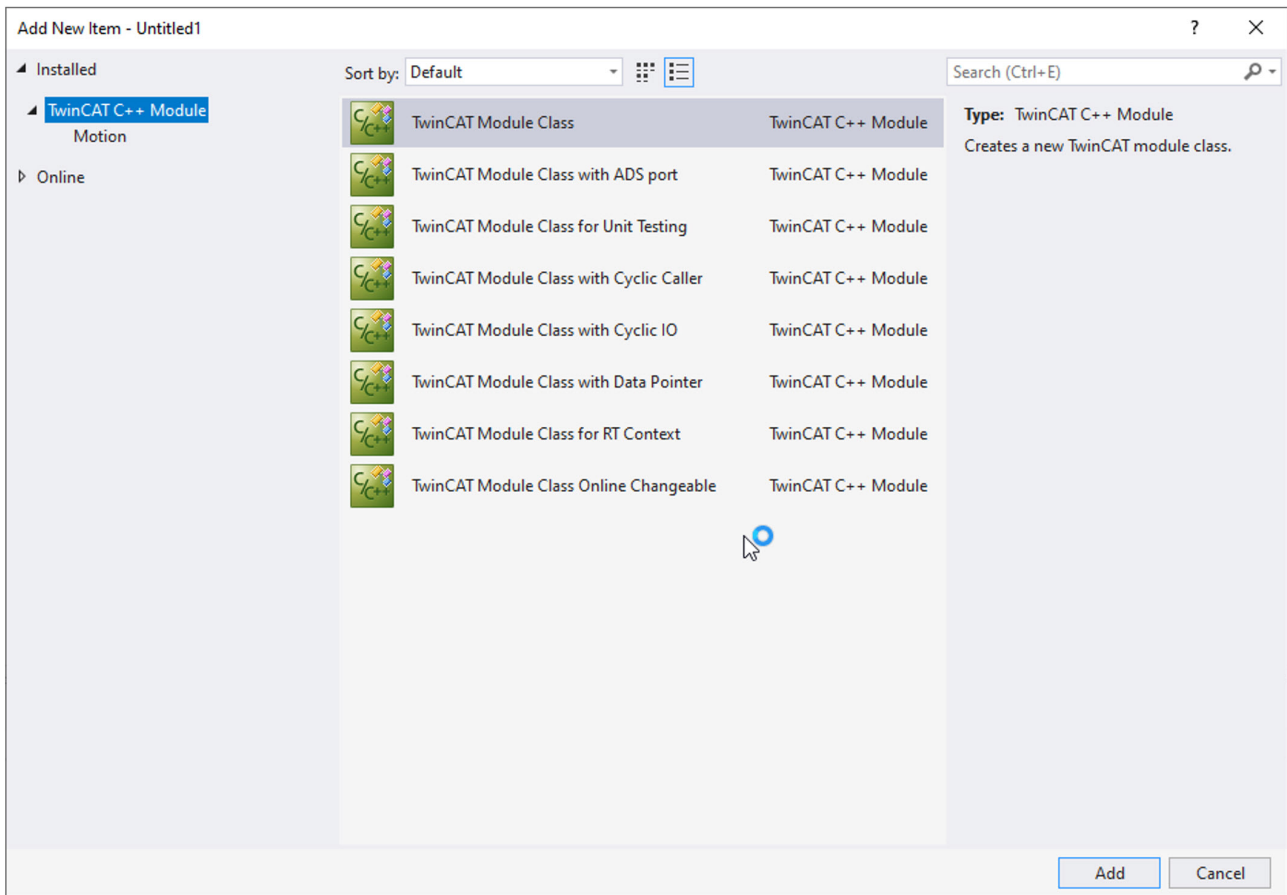 Add New Item - Untitled1
?
Installed
TwinCAT C++ Module
Motion
Online
Sort by: Default
Search (Ctrl+E)
TwinCAT Module Class TwinCAT C++ Module
TwinCAT Module Class with ADS port TwinCAT C++ Module
TwinCAT Module Class for Unit Testing TwinCAT C++ Module
TwinCAT Module Class with Cyclic Caller TwinCAT C++ Module
TwinCAT Module Class with Cyclic IO TwinCAT C++ Module
TwinCAT Module Class with Data Pointer TwinCAT C++ Module
TwinCAT Module Class for RT Context TwinCAT C++ Module
TwinCAT Module Class Online Changeable TwinCAT C++ Module
Type: TwinCAT C++ Module
Creates a new TwinCAT module class.
Add Cancel